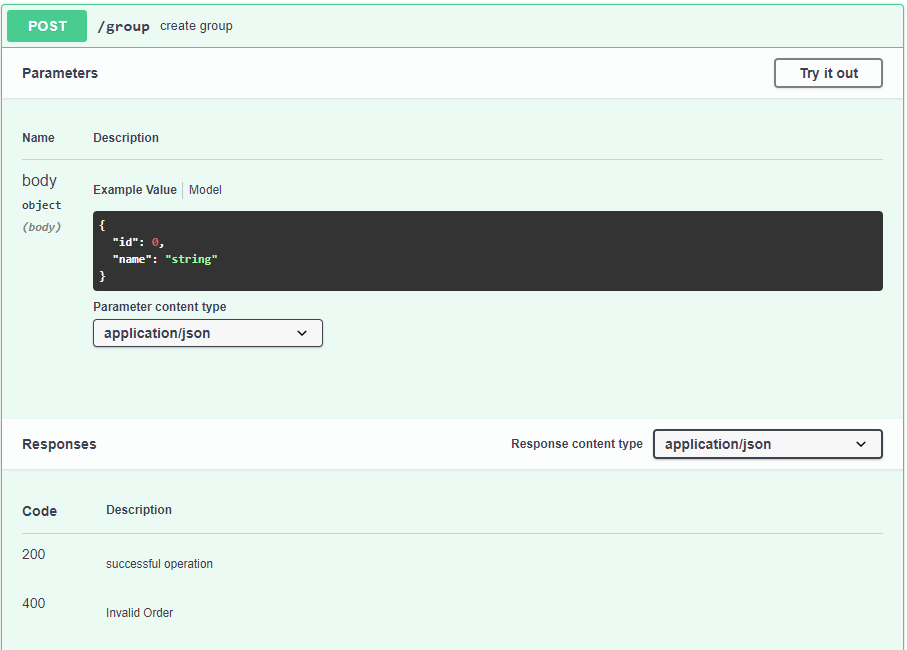 POST /group create group
Parameters Try it out
Name Description
body
object
(body)
Example Value Model
{
  "id": 0,
  "name": "string"
}
Parameter content type
application/json
Responses Response content type application/json
Code Description
200 successful operation
400 Invalid Order